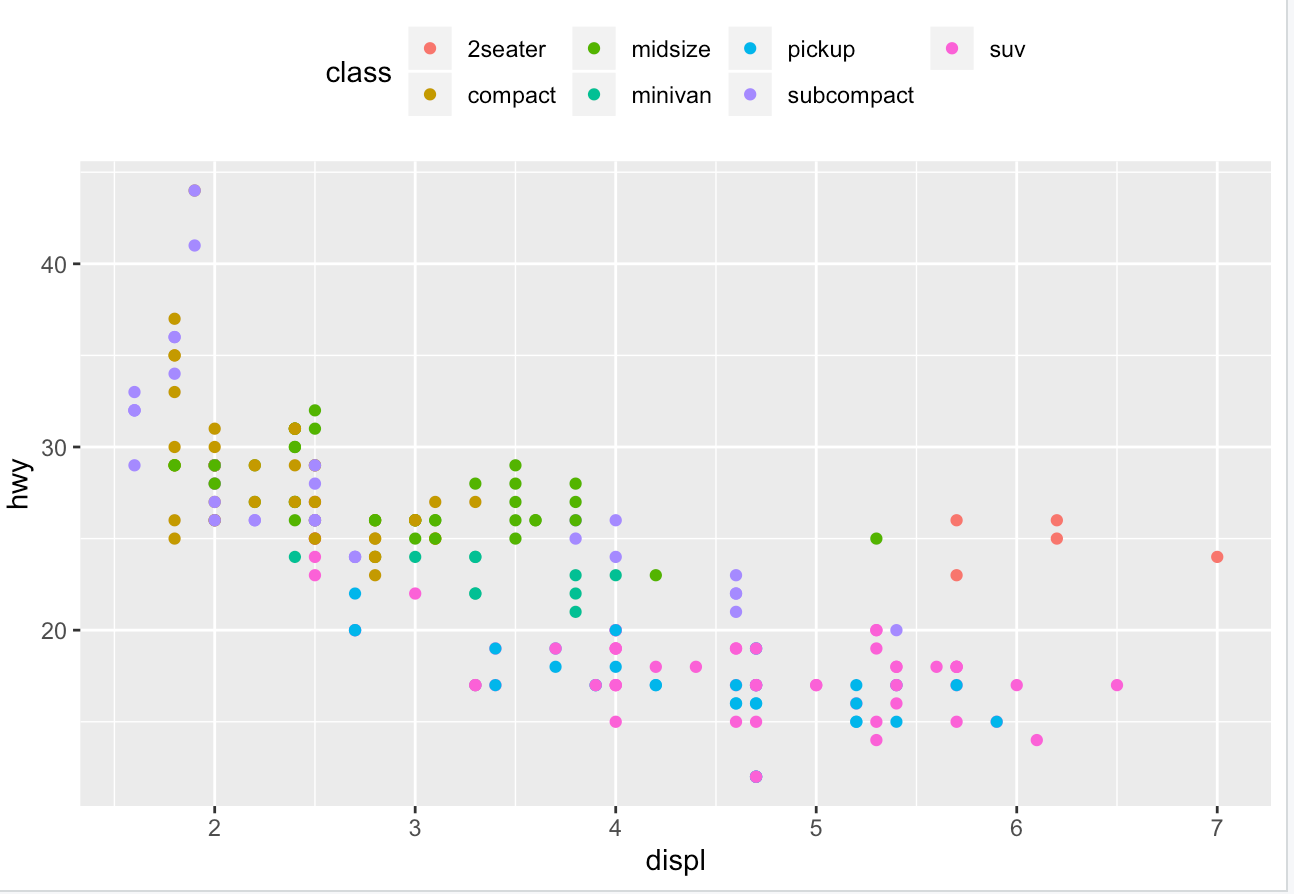 class
2seater midsize pickup suv
compact minivan subcompact
hwy
40
30
20
2 3 4 5 6 7
displ